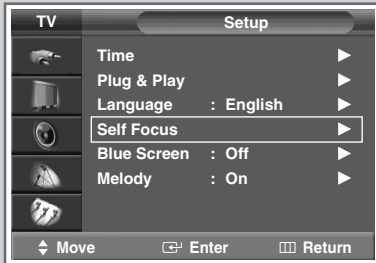 TV Setup
Time
Plug & Play
Language : English
Self Focus
Blue Screen : Off
Melody : On
Move Enter Return